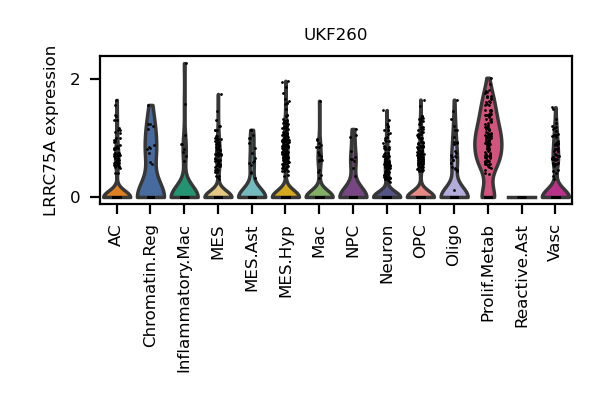 UKF260
LRRC75A expression
2
0
AC
Chromatin.Reg
Inflammatory.Mac
MES
MES.Ast
MES.Hyp
Mac
NPC
Neuron
OPC
Oligo
Prolif.Metab
Reactive.Ast
Vasc